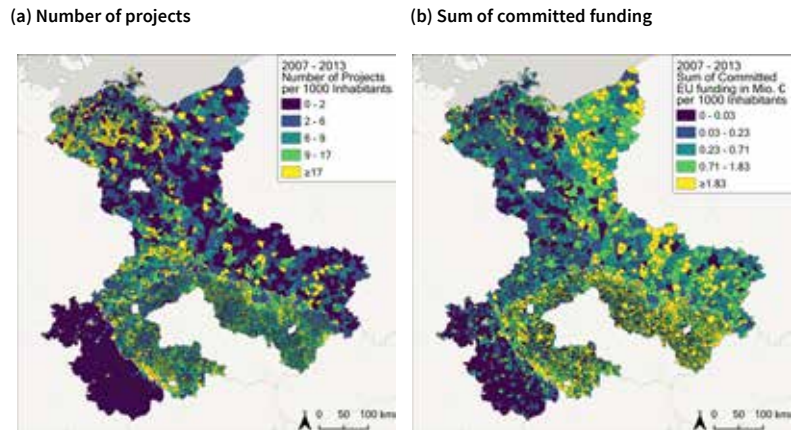 (a) Number of projects
(b) Sum of committed funding
2007 - 2013
Number of Projects
per 1000 Inhabitants
0 - 2
2 - 6
6 - 9
9 - 17
≥17
0 50 100 kms
2007 - 2013
Sum of Committed
EU funding in Mio. €
per 1000 Inhabitants
0 - 0.03
0.03 - 0.23
0.23 - 0.71
0.71 - 1.83
≥1.83
0 50 100 kms